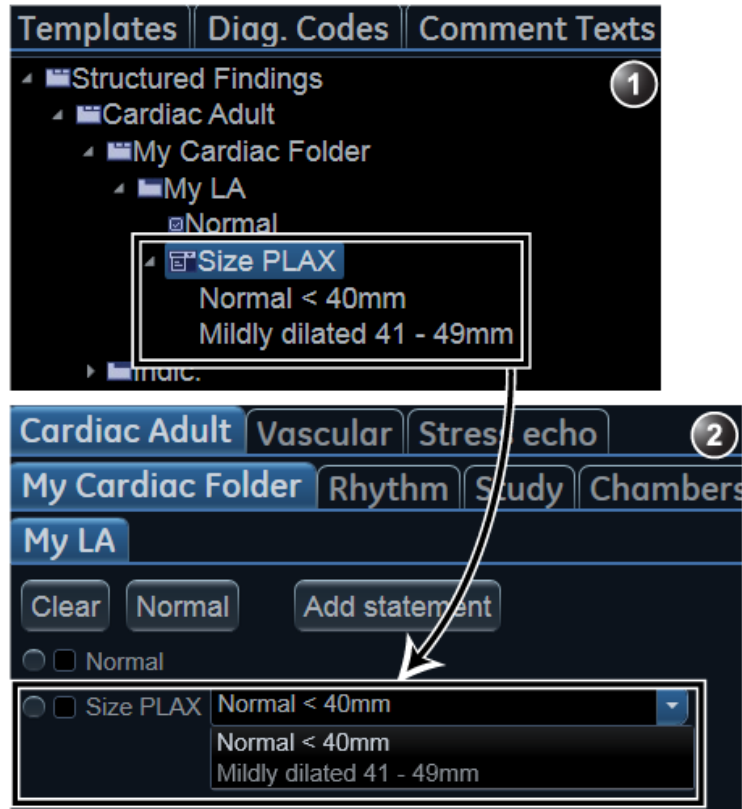 Templates Diag. Codes Comment Texts
Structured Findings
1
Cardiac Adult
My Cardiac Folder
My LA
Normal
Size PLAX
Normal < 40mm
Mildly dilated 41 - 49mm
Indic.
Cardiac Adult Vascular Stress echo 2
My Cardiac Folder Rhythm Study Chambers
My LA
Clear Normal Add statement
Normal
Size PLAX Normal < 40mm
Normal < 40mm
Mildly dilated 41 - 49mm